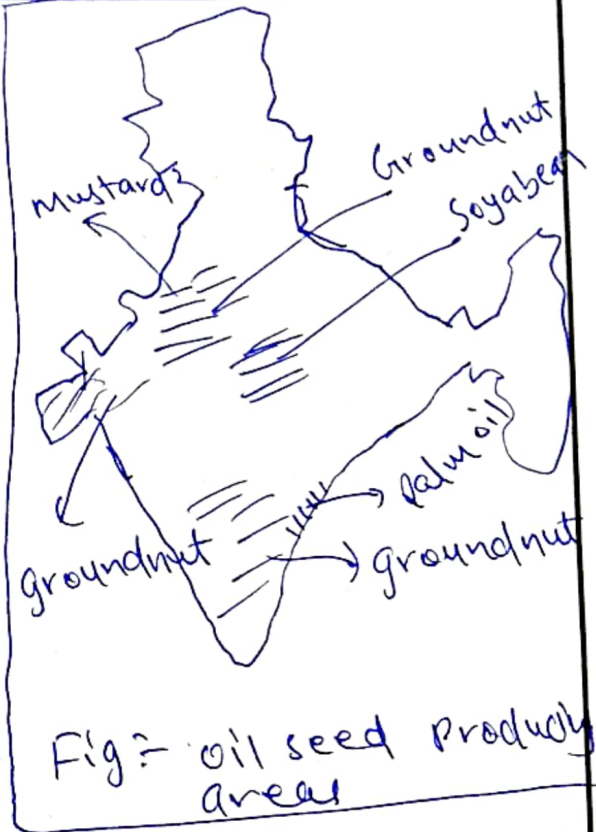 Groundnut
Mustard
Soyabean
Palm oil
groundnut
groundnut
Fig:- oil seed Producing
areas